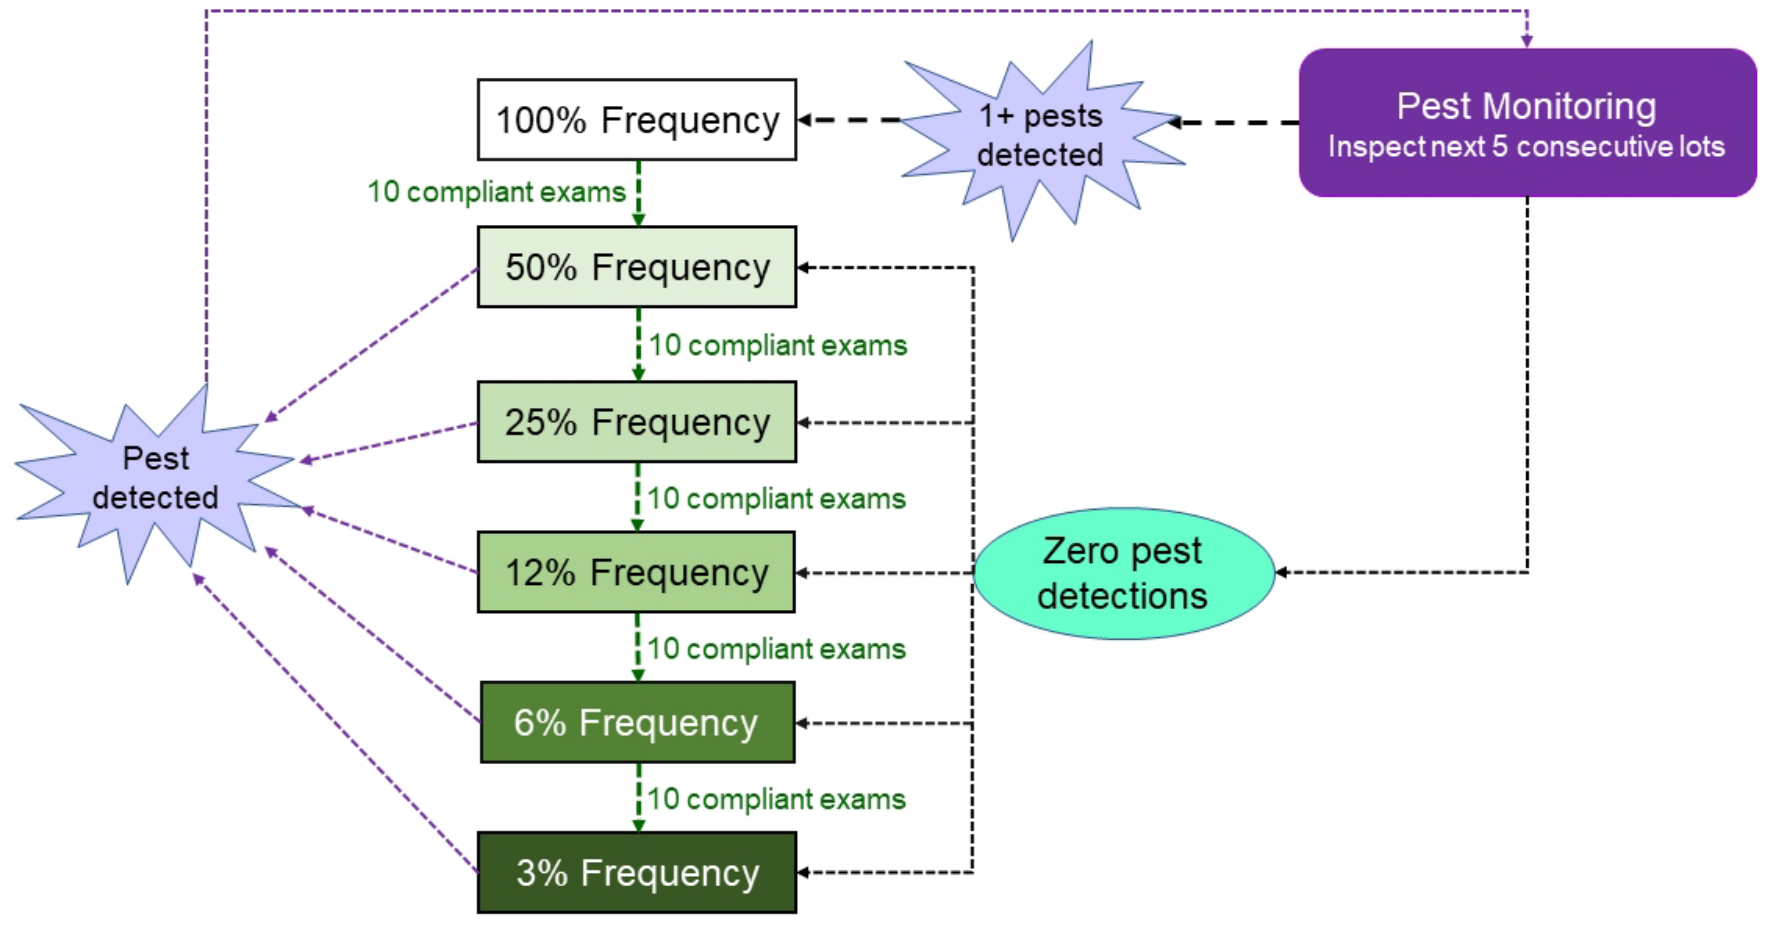 100% Frequency
1+ pests
detected
Pest Monitoring
Inspect next 5 consecutive lots
10 compliant exams
50% Frequency
10 compliant exams
25% Frequency
Pest
detected
10 compliant exams
12% Frequency
Zero pest
detections
10 compliant exams
6% Frequency
10 compliant exams
3% Frequency